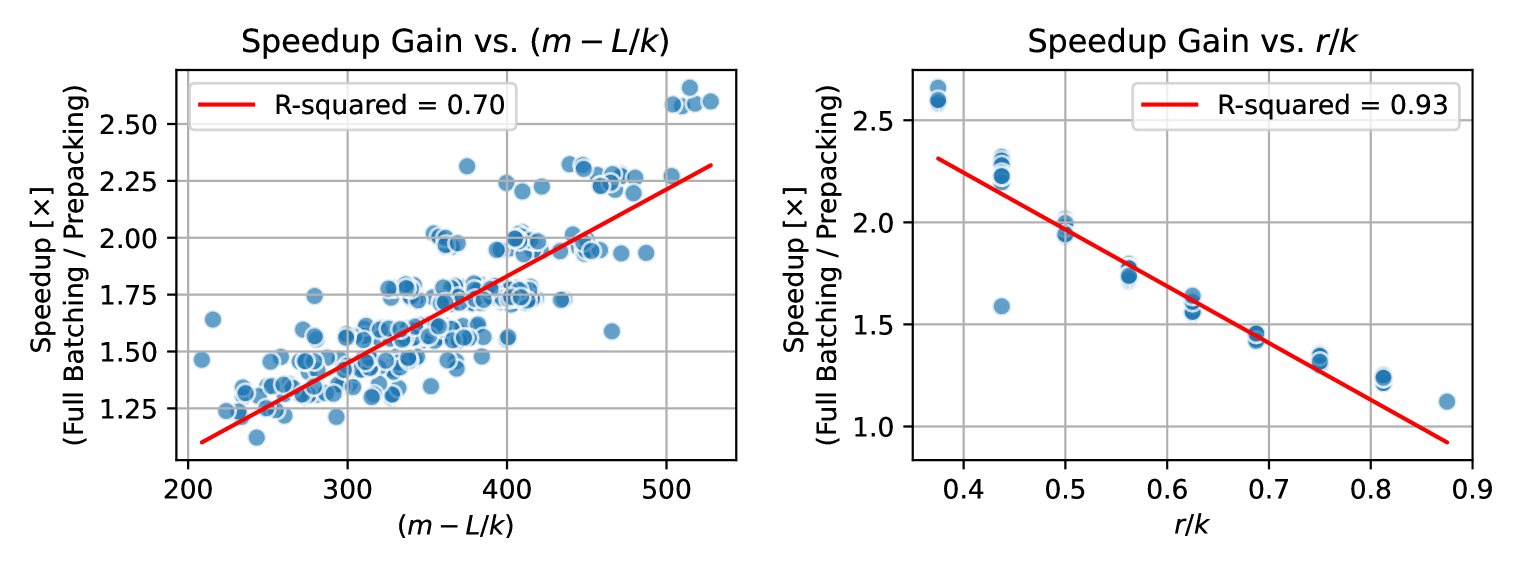 Speedup Gain vs. (m − L/k)
Speedup [×]
(Full Batching / Prepacking)
R-squared = 0.70
2.50
2.25
2.00
1.75
1.50
1.25
200 300 400 500
(m − L/k)
Speedup Gain vs. r/k
Speedup [×]
(Full Batching / Prepacking)
R-squared = 0.93
2.5
2.0
1.5
1.0
0.4 0.5 0.6 0.7 0.8 0.9
r/k